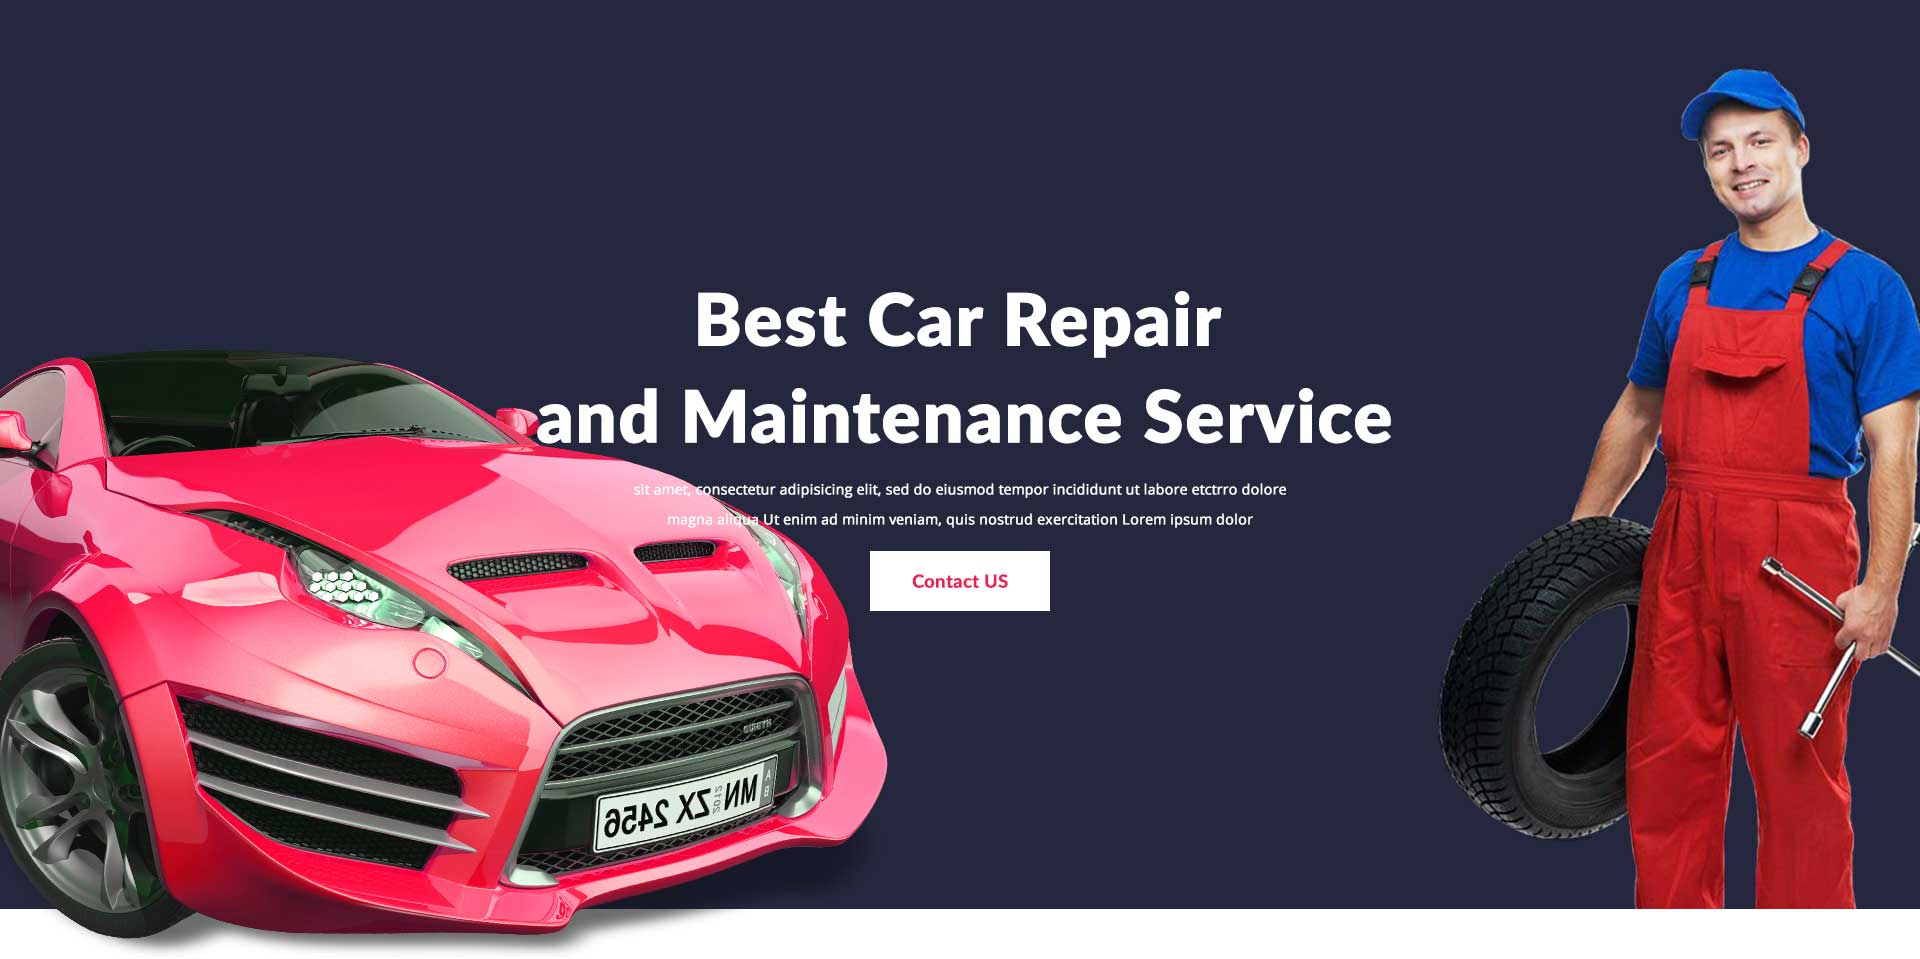 Best Car Repair
and Maintenance Service
sit amet, consectetur adipisicing elit, sed do eiusmod tempor incididunt ut labore etctrro dolore
magna aliqua Ut enim ad minim veniam, quis nostrud exercitation Lorem ipsum dolor
Contact US
MN ZX 2456
2012
A
B